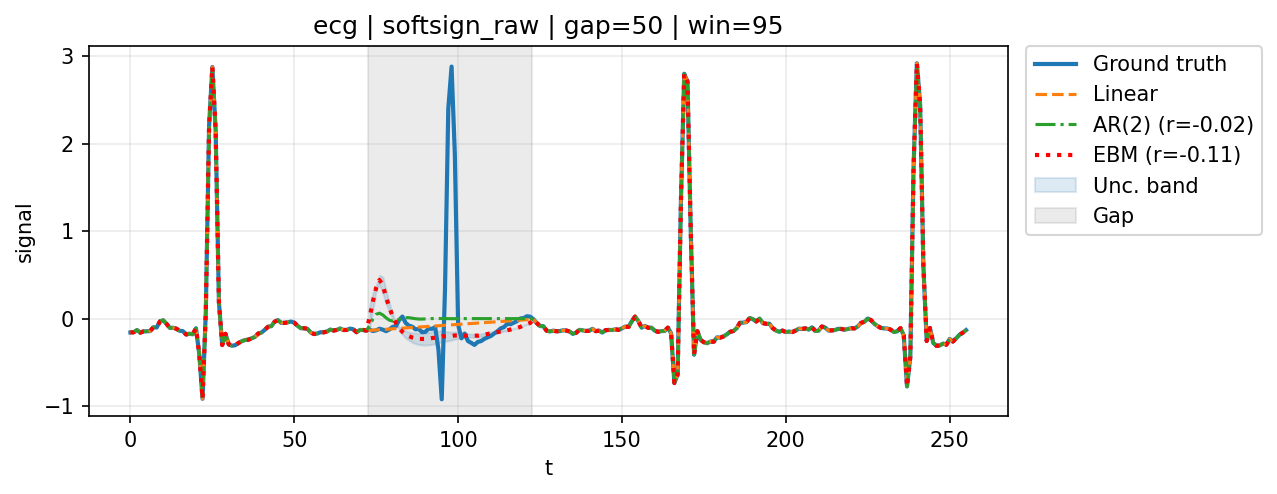 ecg | softsign_raw | gap=50 | win=95
3
2
1
0
−1
signal
0
50
100
150
200
250
t
Ground truth
Linear
AR(2) (r=-0.02)
EBM (r=-0.11)
Unc. band
Gap